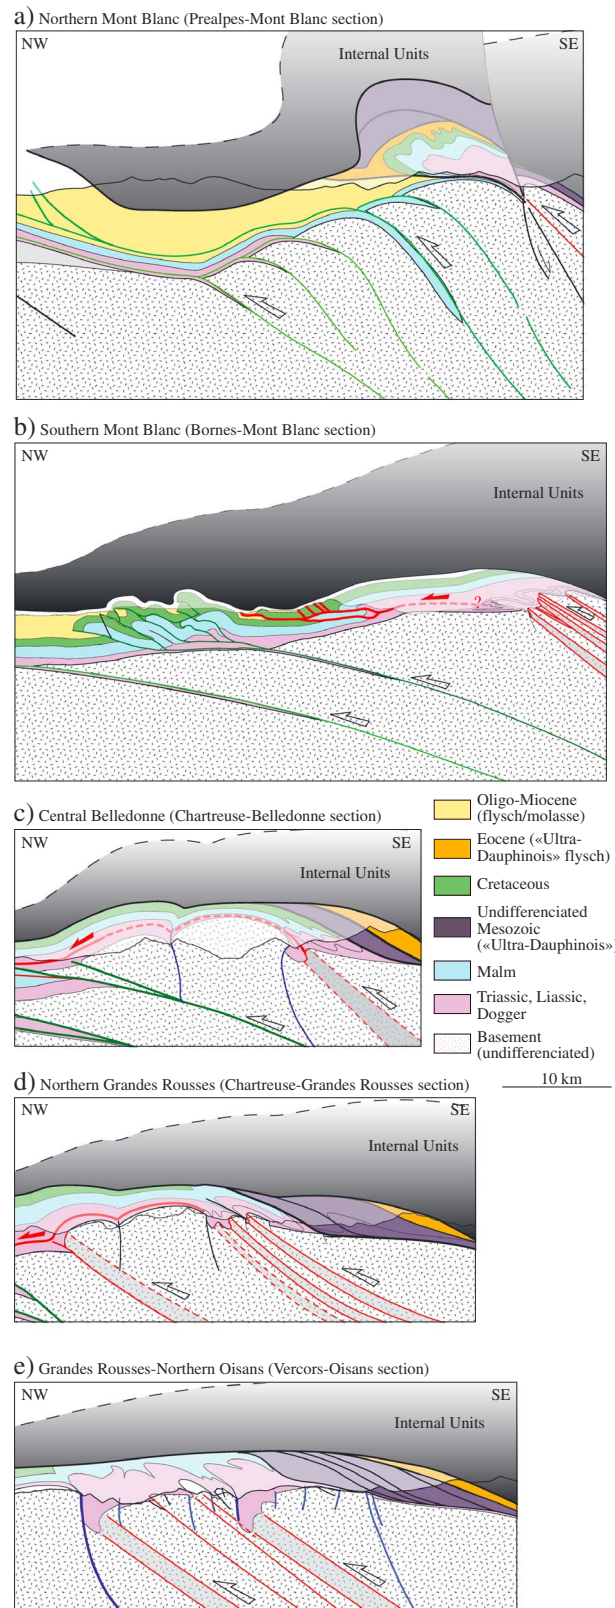 a) Northern Mont Blanc (Prealpes-Mont Blanc section)
NW
SE
Internal Units
b) Southern Mont Blanc (Bornes-Mont Blanc section)
NW
SE
Internal Units
?
c) Central Belledonne (Chartreuse-Belledonne section)
NW
SE
Internal Units
Oligo-Miocene
(flysch/molasse)
Eocene («Ultra-
Dauphinois» flysch)
Cretaceous
Undifferenciated
Mesozoic
(«Ultra-Dauphinois»)
Malm
Triassic, Liassic,
Dogger
Basement
(undifferenciated)
10 km
d) Northern Grandes Rousses (Chartreuse-Grandes Rousses section)
NW
SE
Internal Units
e) Grandes Rousses-Northern Oisans (Vercors-Oisans section)
NW
SE
Internal Units